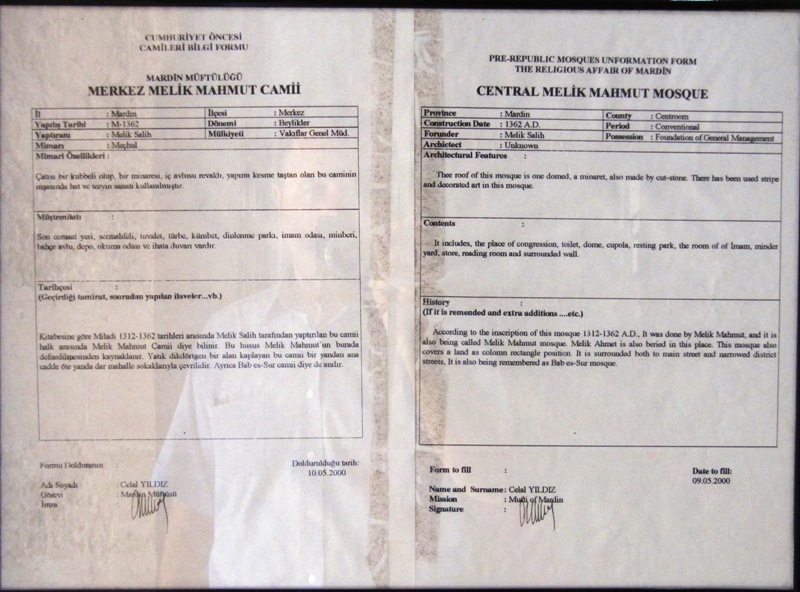 CUMHURİYET ÖNCESİ
CAMİLERİ BİLGİ FORMU
MARDİN MÜFTÜLÜĞÜ
MERKEZ MELİK MAHMUT CAMİİ
İl : Mardin İlçesi : Merkez
Yapılış Tarihi : M-1362 Dönemi : Beylikler
Yaptıranı : Melik Salih Mülkiyeti : Vakıflar Genel Müd.
Mimarı : Meçhul
Mimari Özellikleri :
Çatısı bir kubbeli olup, bir minaresi, iç avlusu revaklı, yapımı kesme taştan olan bu caminin
inşasında hat ve tezyin sanatı kullanılmıştır.
Müştemilatı :
Son cemaat yeri, tuvalet, türbe, kümbet, dinlenme parkı, imam odası, minberi,
bahçe avlu, depo, okuma odası ve ihata duvarı vardır.
Tarihçesi :
(Geçirdiği tamirat, sonradan yapılan ilaveler...vb.)
Kitabesine göre Miladi 1312-1362 tarihleri arasında Melik Salih tarafından yaptırılan bu camii
halk arasında Melik Mahmut Camii diye bilinir. Bu husus Melik Mahmut'un burada
defnedilmesinden kaynaklanır. Yatık dikdörtgen bir alan kaplayan bu camii bir yandan ana
cadde öte yanda dar mahalle sokaklarıyla çevrilidir. Ayrıca Bab es-Sur camii diye de anılır.
Formu Dolduranın :
Doldurulduğu tarih:
10.05.2000
Adı Soyadı : Celal YILDIZ
Görevi : Mardin Müftüsü
İmza
PRE-REPUBLIC MOSQUES UNFORMATION FORM
THE RELIGIOUS AFFAIR OF MARDIN
CENTRAL MELİK MAHMUT MOSQUE
Province : Mardin County : Centroom
Construction Date : 1362 A.D. Period : Conventional
Forunder : Melik Salih Possession : Foundation of General Management
Archictect : Unknown
Architectural Features :
Thee roof of this mosque is one domed, a minaret, also made by cut-stone. There has been used stripe
and decorated art in this mosque.
Contents :
It includes, the place of congression, toilet, dome, cupola, resting park, the room of of Imam, minder
yard, store, reading room and surrounded wall.
History :
(If it is remended and extra additions ....etc.)
According to the inscription of this mosque 1312-1362 A.D., It was done by Melik Mahmut, and it is
also being called Melik Mahmut mosque. Melik Ahmet is also beried in this place. This mosque also
covers a land as column rectangle position. It is surrounded both to main street and narrowed district
streets, It is also being remembered as Bab es-Sur mosque.
Form to fill :
Date to fill:
09.05.2000
Name and Surname: Celal YILDIZ
Mission : Mufti of Mardin
Signature :